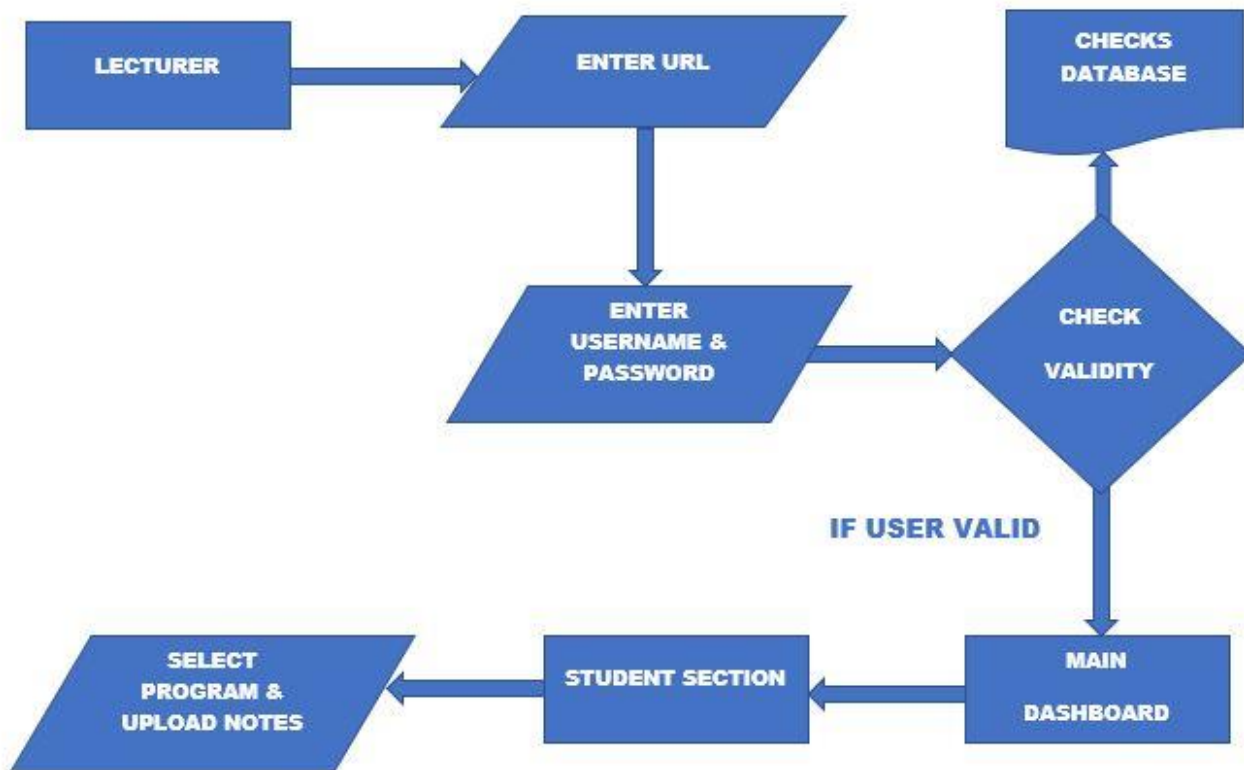 LECTURER
ENTER URL
CHECKS
DATABASE
ENTER
USERNAME &
PASSWORD
CHECK
VALIDITY
IF USER VALID
MAIN
DASHBOARD
STUDENT SECTION
SELECT
PROGRAM &
UPLOAD NOTES